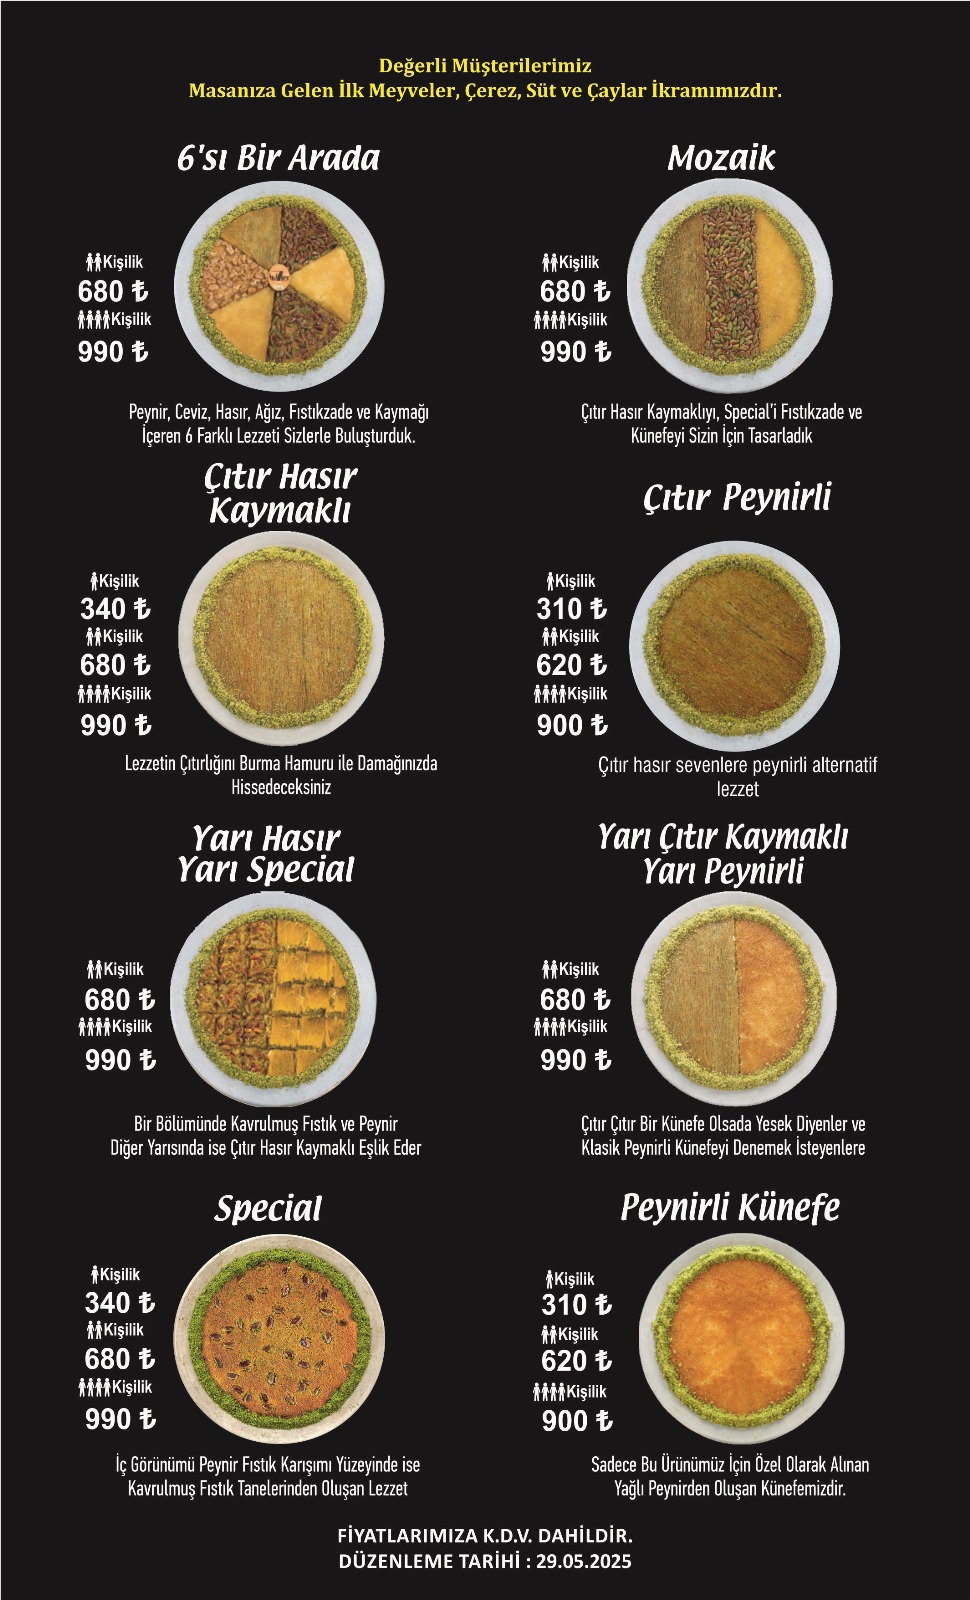 Değerli Müşterilerimiz
Masanıza Gelen İlk Meyveler, Çerez, Süt ve Çaylar İkramımızdır.
6'sı Bir Arada
Kişilik
680 ₺
Kişilik
990 ₺
Peynir, Ceviz, Hasır, Ağız, Fıstıkzade ve Kaymağı
İçeren 6 Farklı Lezzeti Sizlerle Buluşturduk.
Mozaik
Kişilik
680 ₺
Kişilik
990 ₺
Çıtır Hasır Kaymaklıyı, Special'i Fıstıkzade ve
Künefeyi Sizin İçin Tasarladık
Çıtır Hasır
Kaymaklı
Kişilik
340 ₺
Kişilik
680 ₺
Kişilik
990 ₺
Lezzetin Çıtırlığını Burma Hamuru ile Damağınızda
Hissedeceksiniz
Çıtır Peynirli
Kişilik
310 ₺
Kişilik
620 ₺
Kişilik
900 ₺
Çıtır hasır sevenlere peynirli alternatif
lezzet
Yarı Hasır
Yarı Special
Kişilik
680 ₺
Kişilik
990 ₺
Bir Bölümünde Kavrulmuş Fıstık ve Peynir
Diğer Yarısında ise Çıtır Hasır Kaymaklı Eşlik Eder
Yarı Çıtır Kaymaklı
Yarı Peynirli
Kişilik
680 ₺
Kişilik
990 ₺
Çıtır Çıtır Bir Künefe Olsada Yesek Diyenler ve
Klasik Peynirli Künefeyi Denemek İsteyenlere
Special
Kişilik
340 ₺
Kişilik
680 ₺
Kişilik
990 ₺
İç Görünümü Peynir Fıstık Karışımı Yüzeyinde ise
Kavrulmuş Fıstık Tanelerinden Oluşan Lezzet
Peynirli Künefe
Kişilik
310 ₺
Kişilik
620 ₺
Kişilik
900 ₺
Sadece Bu Ürünümüz İçin Özel Olarak Alınan
Yağlı Peynirden Oluşan Künefemizdir.
FİYATLARIMIZA K.D.V. DAHİLDİR.
DÜZENLEME TARİHİ : 29.05.2025